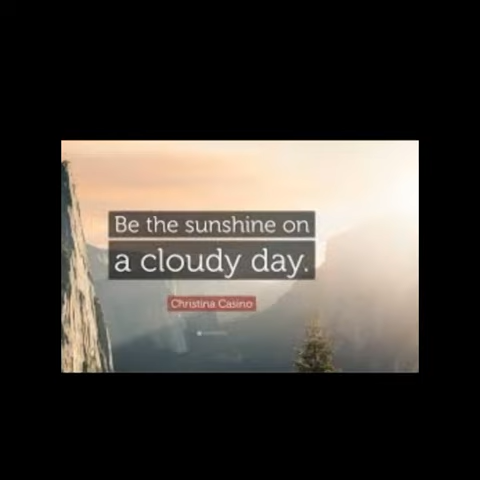 Be the sunshine on
a cloudy day.
Christina Casino